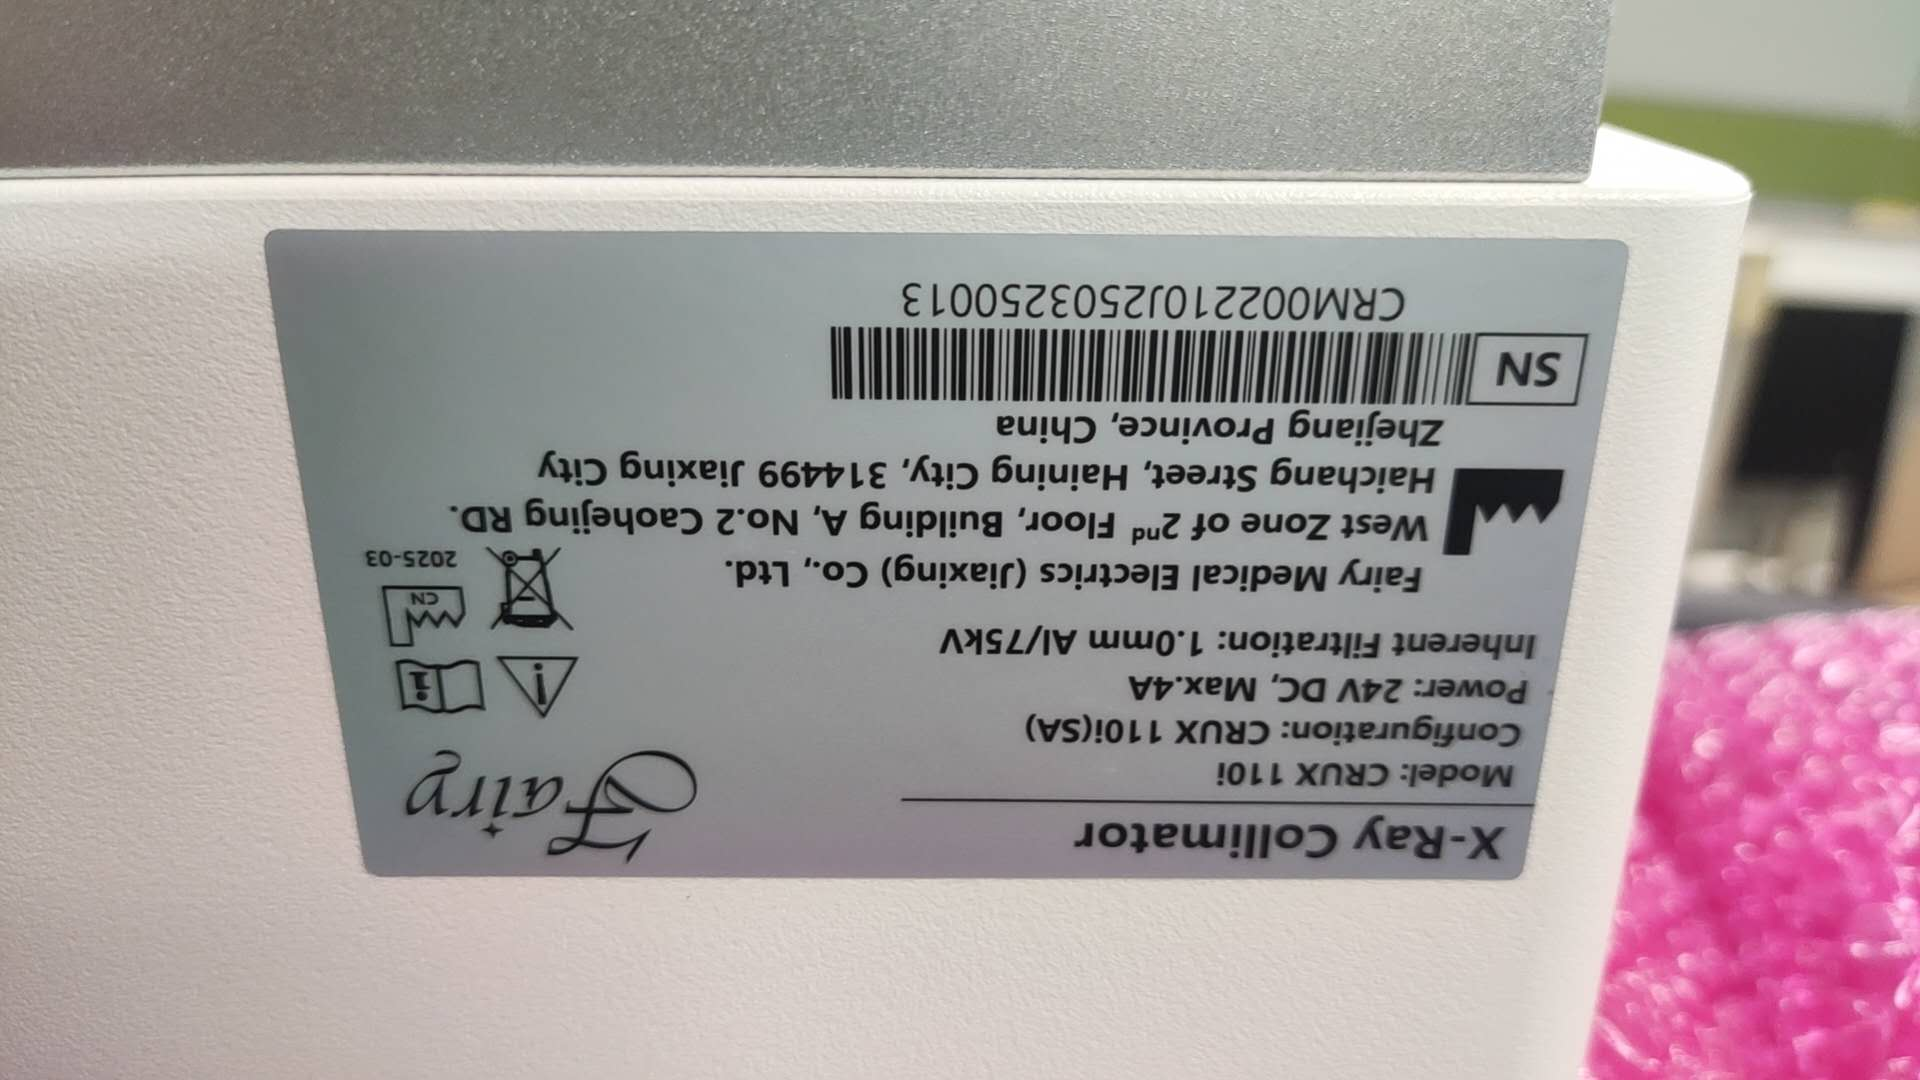 X-Ray Collimator
Fairy
Model: CRUX 110i
Configuration: CRUX 110i(SA)
Power: 24V DC, Max.4A
Inherent Filtration: 1.0mm Al/75kV
Fairy Medical Electrics (Jiaxing) Co., Ltd.
West Zone of 2nd Floor, Building A, No.2 Caohejing RD.
Haichang Street, Haining City, 314499 Jiaxing City
Zhejiang Province, China
CN
2025-03
SN
CRM002210J2503250013